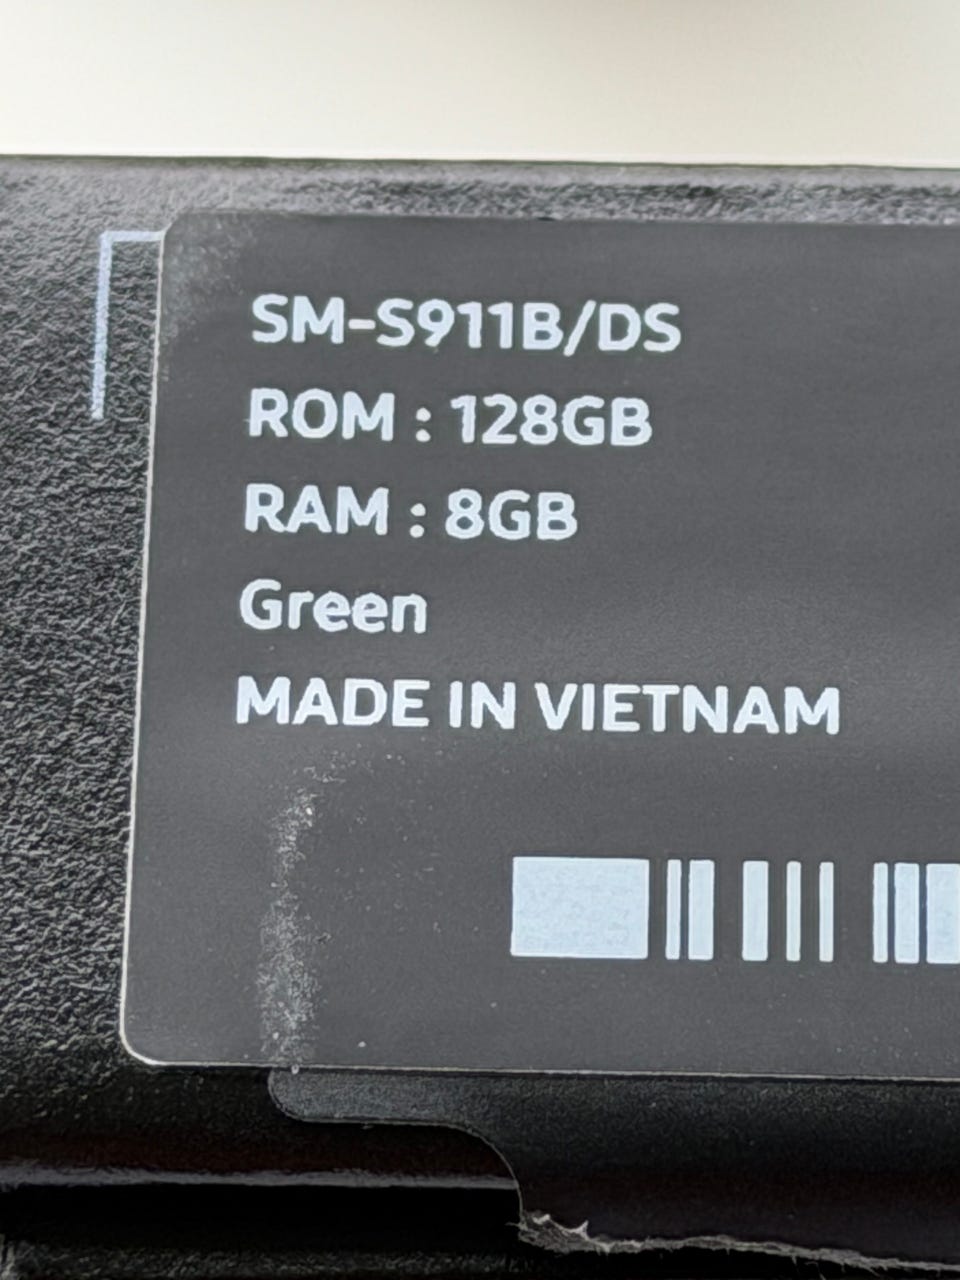 SM-S911B/DS
ROM : 128GB
RAM : 8GB
Green
MADE IN VIETNAM